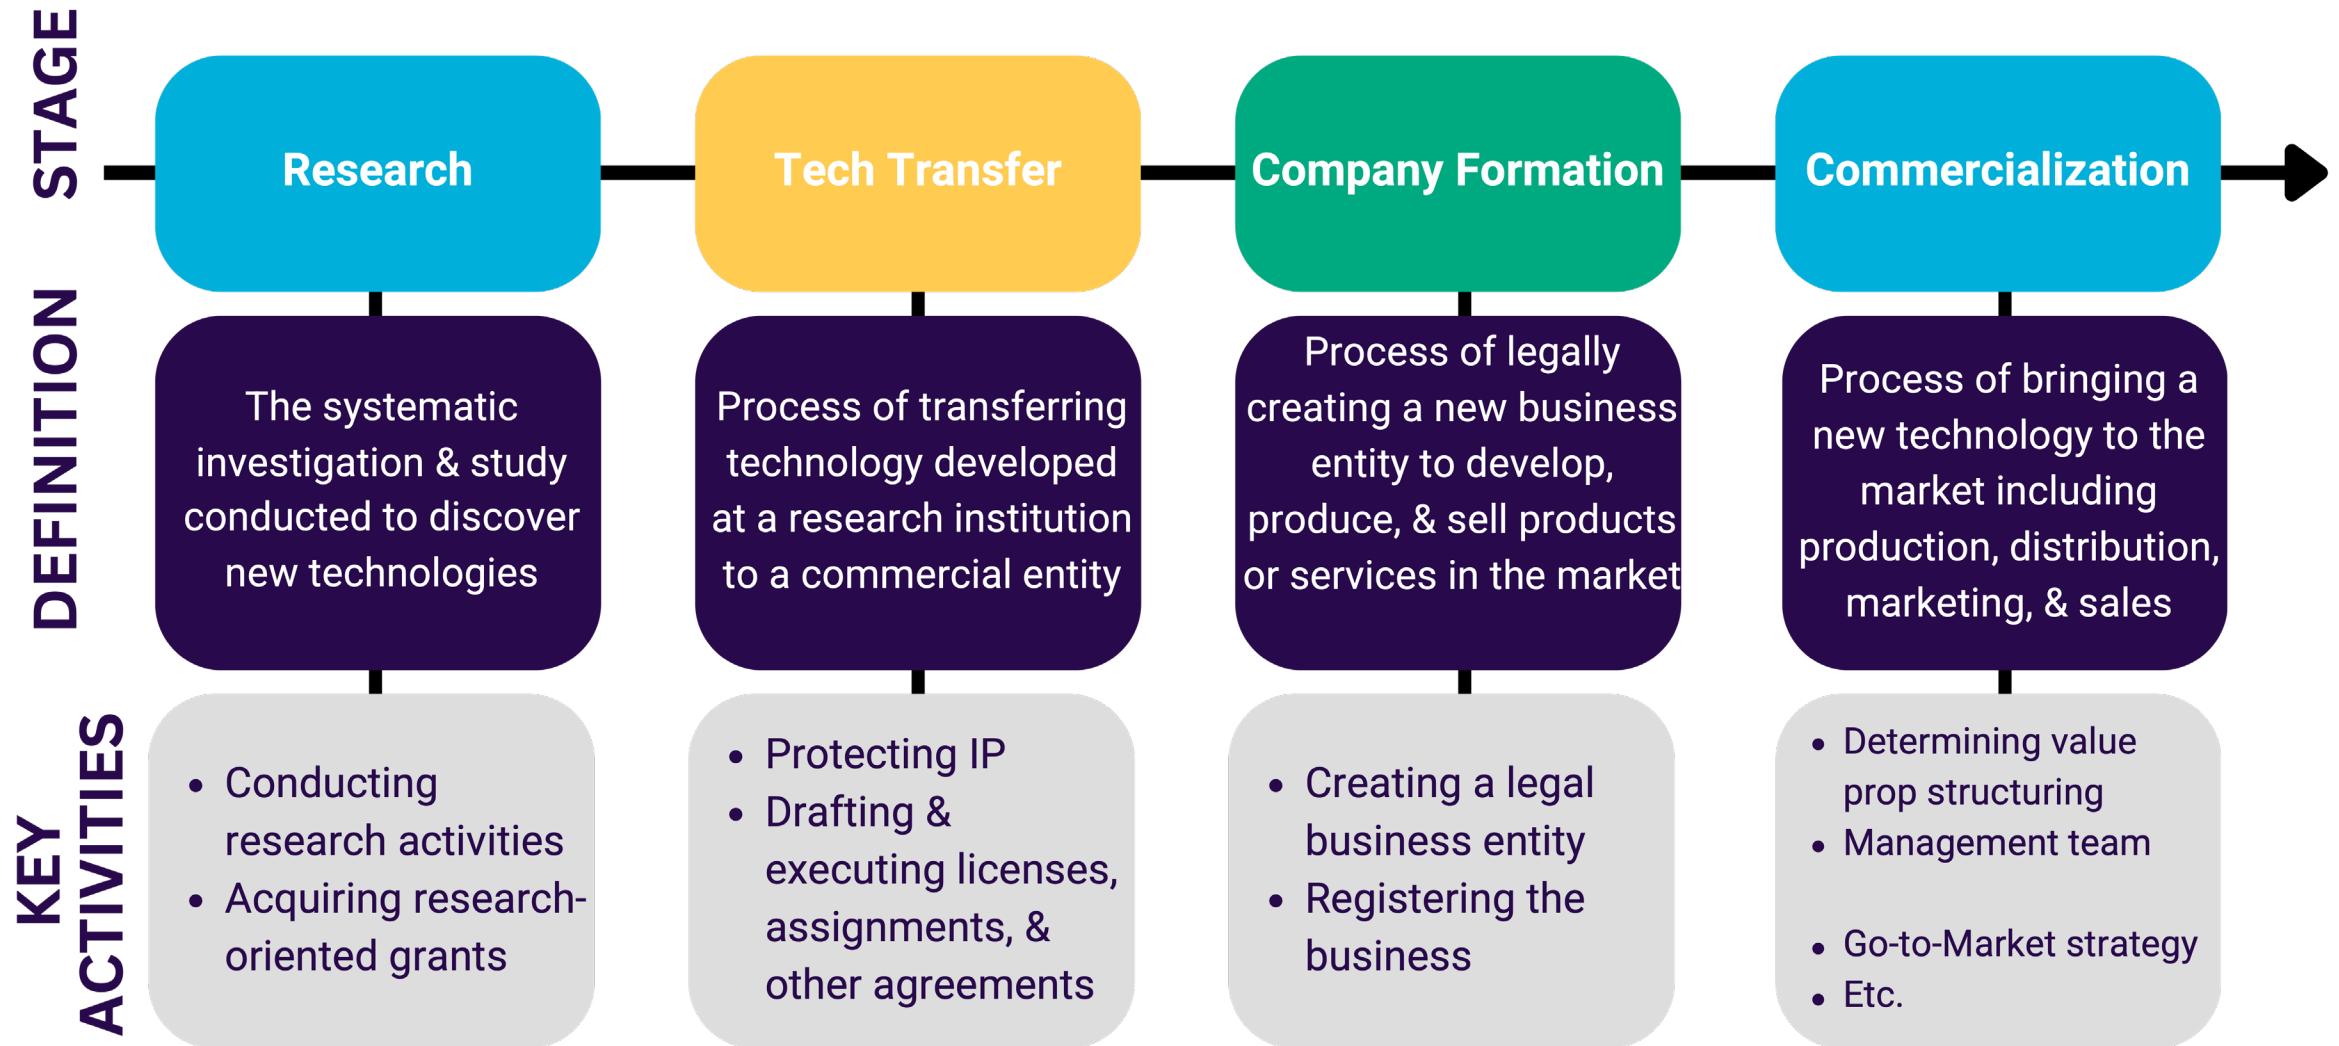 STAGE
Research
Tech Transfer
Company Formation
Commercialization
DEFINITION
The systematic
investigation & study
conducted to discover
new technologies
Process of transferring
technology developed
at a research institution
to a commercial entity
Process of legally
creating a new business
entity to develop,
produce, & sell products
or services in the market
Process of bringing a
new technology to the
market including
production, distribution,
marketing, & sales
KEY
ACTIVITIES
• Conducting
research activities
• Acquiring research-
oriented grants
• Protecting IP
• Drafting &
executing licenses,
assignments, &
other agreements
• Creating a legal
business entity
• Registering the
business
• Determining value
prop structuring
• Management team
• Go-to-Market strategy
• Etc.